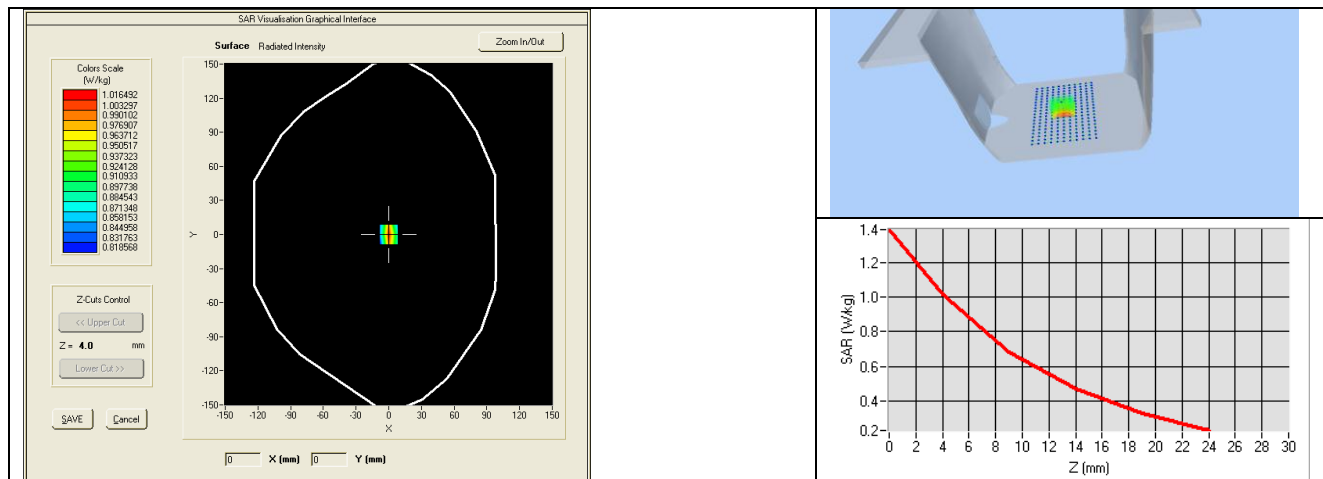 SAR Visualisation Graphical Interface
Surface Radiated Intensity
Zoom In/Out
Colors Scale
(W/kg)
1.016492
1.003297
0.990102
0.976907
0.963712
0.950517
0.937323
0.924128
0.910933
0.897738
0.884543
0.871348
0.858153
0.844958
0.831763
0.818568
Z-Cuts Control
<< Upper Cut
Z = 4.0 mm
Lower Cut >>
SAVE Cancel
150-
120-
90-
60-
30-
0-
-30-
-60-
-90-
-120-
-150-
Y
-150 -120 -90 -60 -30 0 30 60 90 120 150
X
0 X (mm) 0 Y (mm)
1.4-
1.2-
1.0-
0.8-
0.6-
0.4-
0.2-
SAR (W/kg)
0 2 4 6 8 10 12 14 16 18 20 22 24 26 28 30
Z (mm)